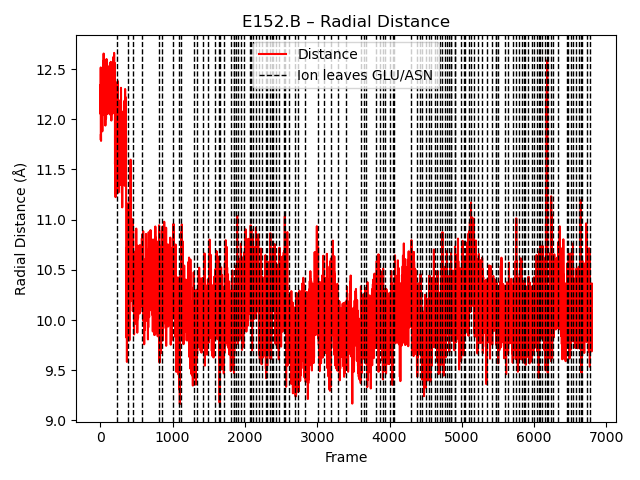 E152.B – Radial Distance
Distance
Ion leaves GLU/ASN
Radial Distance (Å)
12.5
12.0
11.5
11.0
10.5
10.0
9.5
9.0
0 1000 2000 3000 4000 5000 6000 7000
Frame